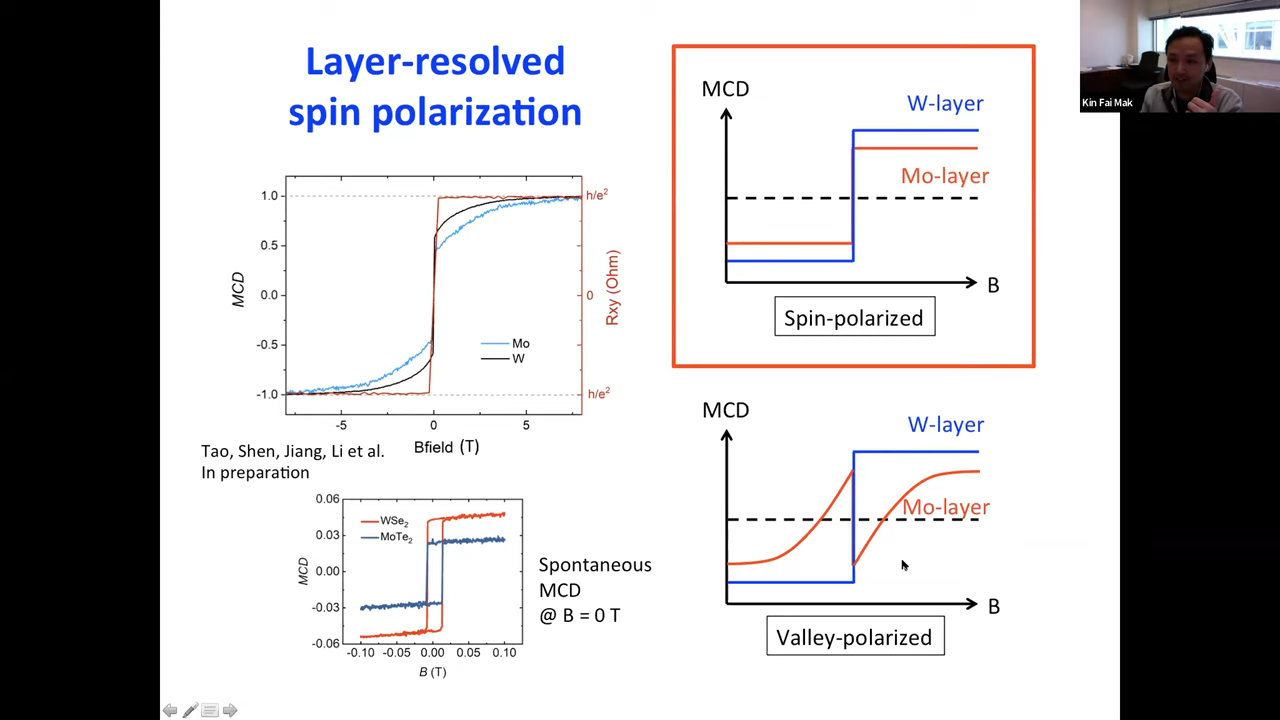 Layer-resolved
spin polarization
1.0
0.5
0.0
-0.5
-1.0
MCD
h/e²
0
h/e²
Rxy (Ohm)
Mo
W
-5
0
5
Bfield (T)
Tao, Shen, Jiang, Li et al.
In preparation
0.06
0.03
0.00
-0.03
-0.06
MCD
WSe₂
MoTe₂
-0.10
-0.05
0.00
0.05
0.10
B (T)
Spontaneous
MCD
@ B = 0 T
MCD
W-layer
Mo-layer
B
Spin-polarized
MCD
W-layer
Mo-layer
B
Valley-polarized
Kin Fai Mak